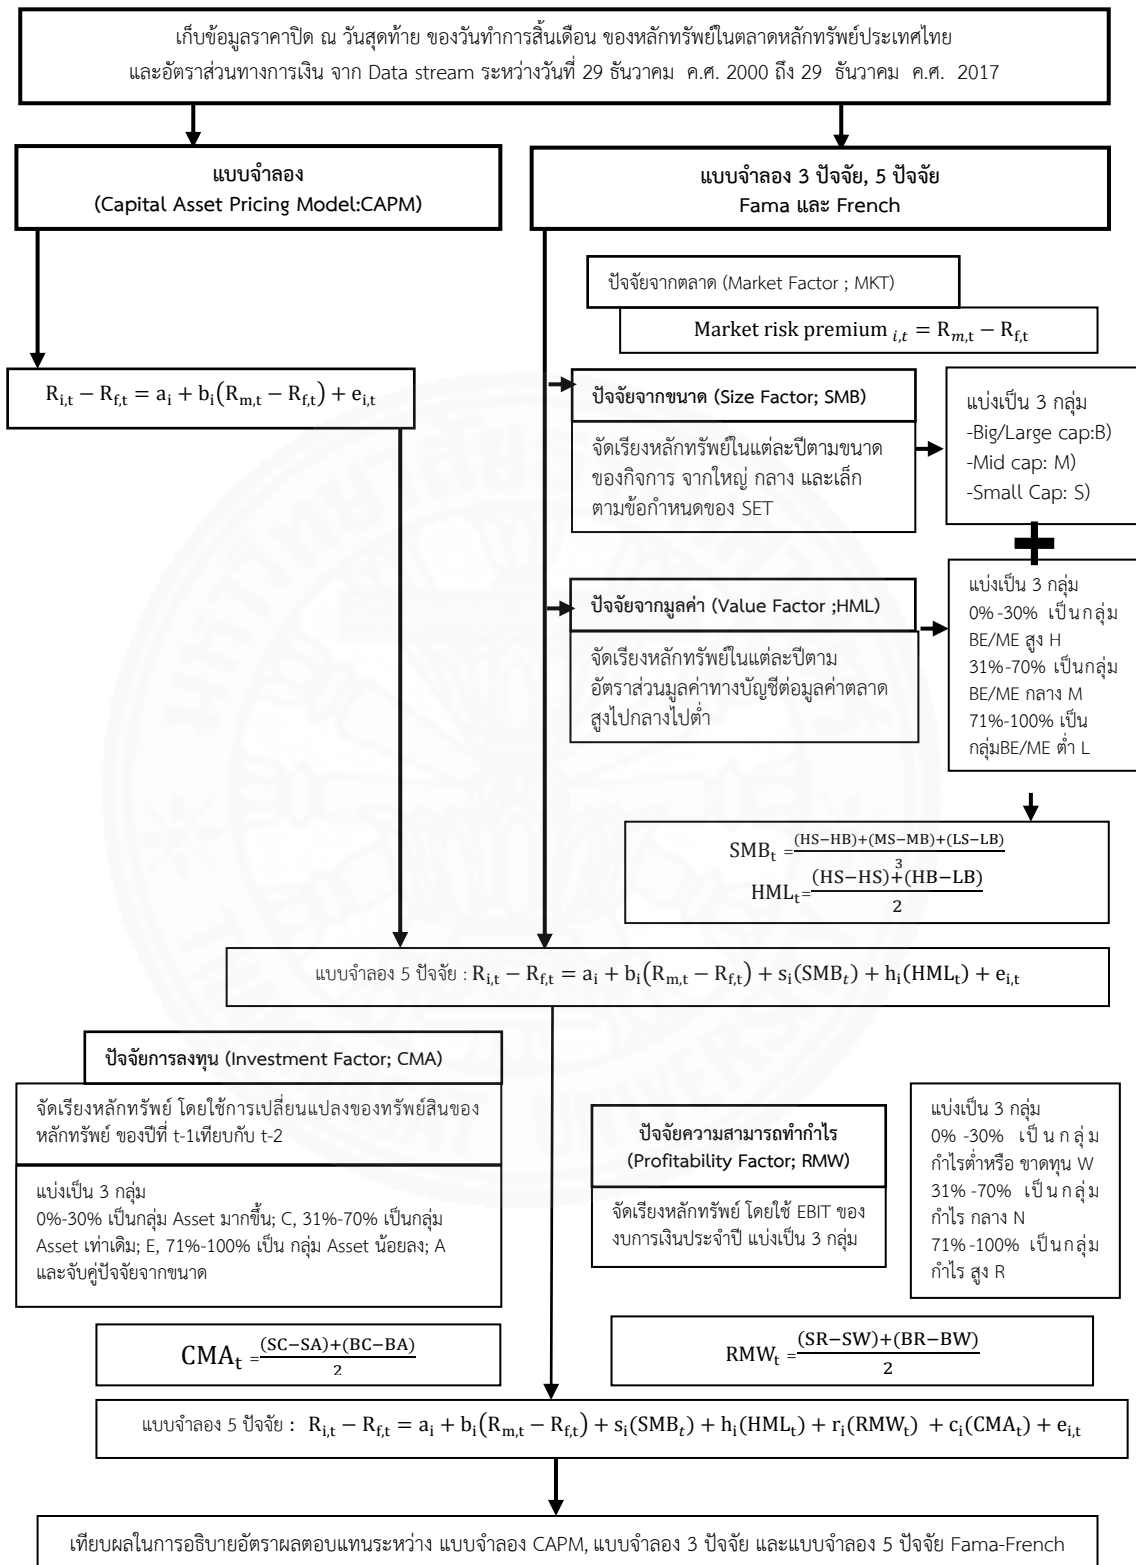 เก็บข้อมูลราคาปิด ณ วันสุดท้าย ของวันทำการสิ้นเดือน ของหลักทรัพย์ในตลาดหลักทรัพย์ประเทศไทย
และอัตราส่วนทางการเงิน จาก Data stream ระหว่างวันที่ 29 ธันวาคม ค.ศ. 2000 ถึง 29 ธันวาคม ค.ศ. 2017
แบบจำลอง
(Capital Asset Pricing Model:CAPM)
แบบจำลอง 3 ปัจจัย, 5 ปัจจัย
Fama และ French
ปัจจัยจากตลาด (Market Factor ; MKT)
Market risk premium i,t = Rm,t − Rf,t
Ri,t − Rf,t = ai + bi(Rm,t − Rf,t) + ei,t
ปัจจัยจากขนาด (Size Factor; SMB)
จัดเรียงหลักทรัพย์ในแต่ละปีตามขนาด
ของกิจการ จากใหญ่ กลาง และเล็ก
ตามข้อกำหนดของ SET
แบ่งเป็น 3 กลุ่ม
-Big/Large cap:B)
-Mid cap: M)
-Small Cap: S)
ปัจจัยจากมูลค่า (Value Factor ;HML)
จัดเรียงหลักทรัพย์ในแต่ละปีตาม
อัตราส่วนมูลค่าทางบัญชีต่อมูลค่าตลาด
สูงไปกลางไปต่ำ
แบ่งเป็น 3 กลุ่ม
0%-30% เป็นกลุ่ม
BE/ME สูง H
31%-70% เป็นกลุ่ม
BE/ME กลาง M
71%-100% เป็น
กลุ่มBE/ME ต่ำ L
SMBt =(HS−HB)+(MS−MB)+(LS−LB)
3
HMLt=(HS−HS)+(HB−LB)
2
แบบจำลอง 5 ปัจจัย : Ri,t − Rf,t = ai + bi(Rm,t − Rf,t) + si(SMBt) + hi(HMLt) + ei,t
ปัจจัยการลงทุน (Investment Factor; CMA)
จัดเรียงหลักทรัพย์ โดยใช้การเปลี่ยนแปลงของทรัพย์สินของ
หลักทรัพย์ ของปีที่ t-1เทียบกับ t-2
แบ่งเป็น 3 กลุ่ม
0%-30% เป็นกลุ่ม Asset มากขึ้น; C, 31%-70% เป็นกลุ่ม
Asset เท่าเดิม; E, 71%-100% เป็น กลุ่ม Asset น้อยลง; A
และจับคู่ปัจจัยจากขนาด
ปัจจัยความสามารถทำกำไร
(Profitability Factor; RMW)
จัดเรียงหลักทรัพย์ โดยใช้ EBIT ของ
งบการเงินประจำปี แบ่งเป็น 3 กลุ่ม
แบ่งเป็น 3 กลุ่ม
0% -30% เป็นกลุ่ม
กำไรต่ำหรือ ขาดทุน W
31% -70% เป็นกลุ่ม
กำไร กลาง N
71%-100% เป็นกลุ่ม
กำไร สูง R
CMAt =(SC−SA)+(BC−BA)
2
RMWt=(SR−SW)+(BR−BW)
2
แบบจำลอง 5 ปัจจัย : Ri,t − Rf,t = ai + bi(Rm,t − Rf,t) + si(SMBt) + hi(HMLt) + ri(RMWt) + ci(CMAt) + ei,t
เทียบผลในการอธิบายอัตราผลตอบแทนระหว่าง แบบจำลอง CAPM, แบบจำลอง 3 ปัจจัย และแบบจำลอง 5 ปัจจัย Fama-French